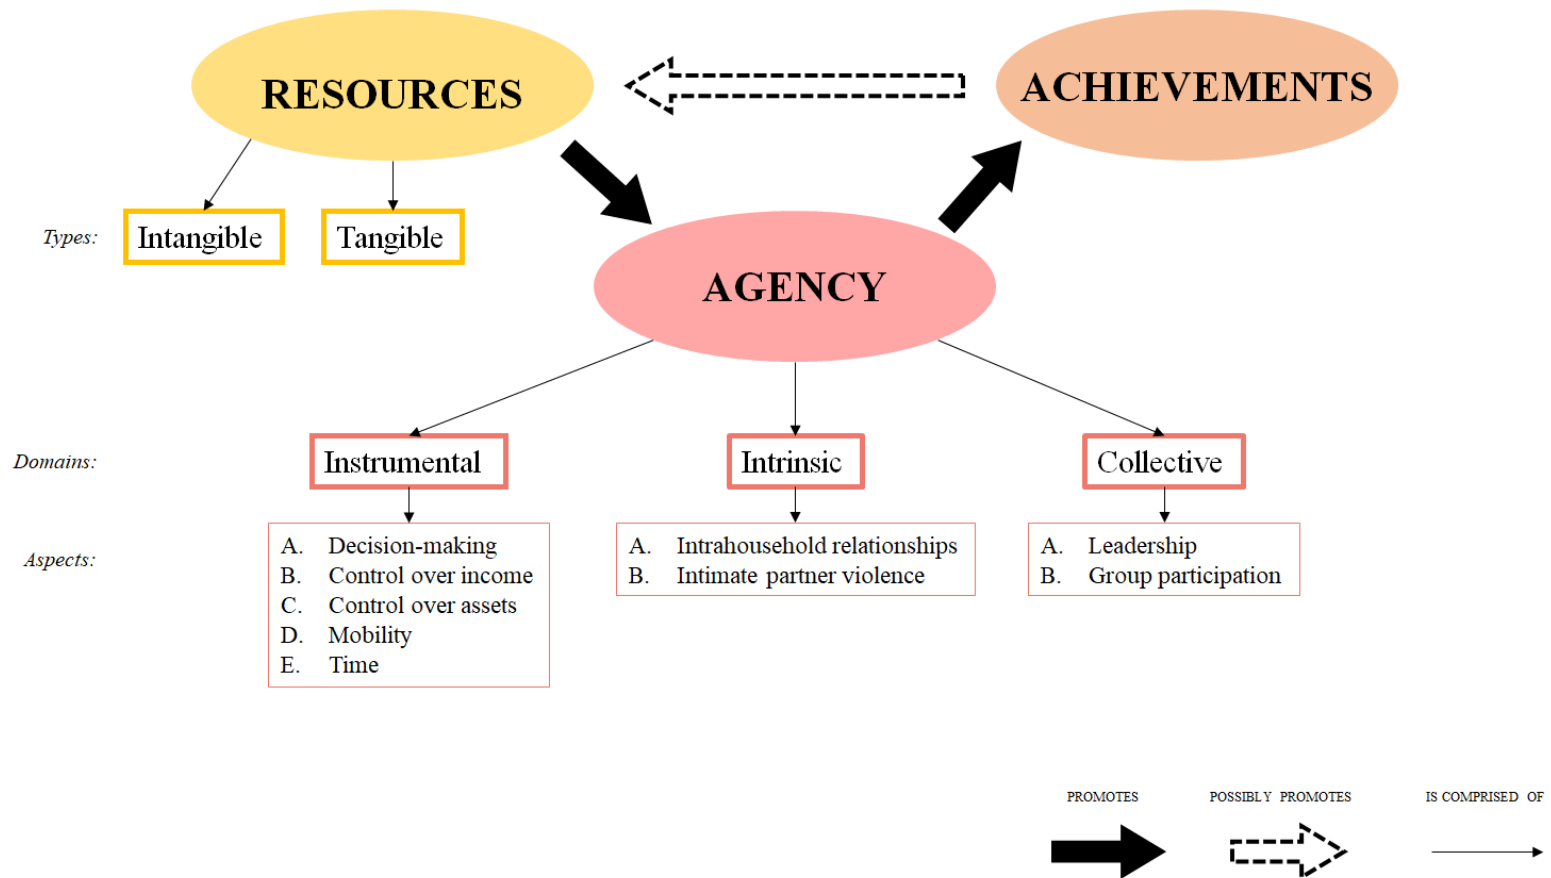 RESOURCES
ACHIEVEMENTS
Types:
Intangible
Tangible
AGENCY
Domains:
Instrumental
Intrinsic
Collective
Aspects:
A. Decision-making
B. Control over income
C. Control over assets
D. Mobility
E. Time
A. Intrahousehold relationships
B. Intimate partner violence
A. Leadership
B. Group participation
PROMOTES
POSSIBLY PROMOTES
IS COMPRISED OF